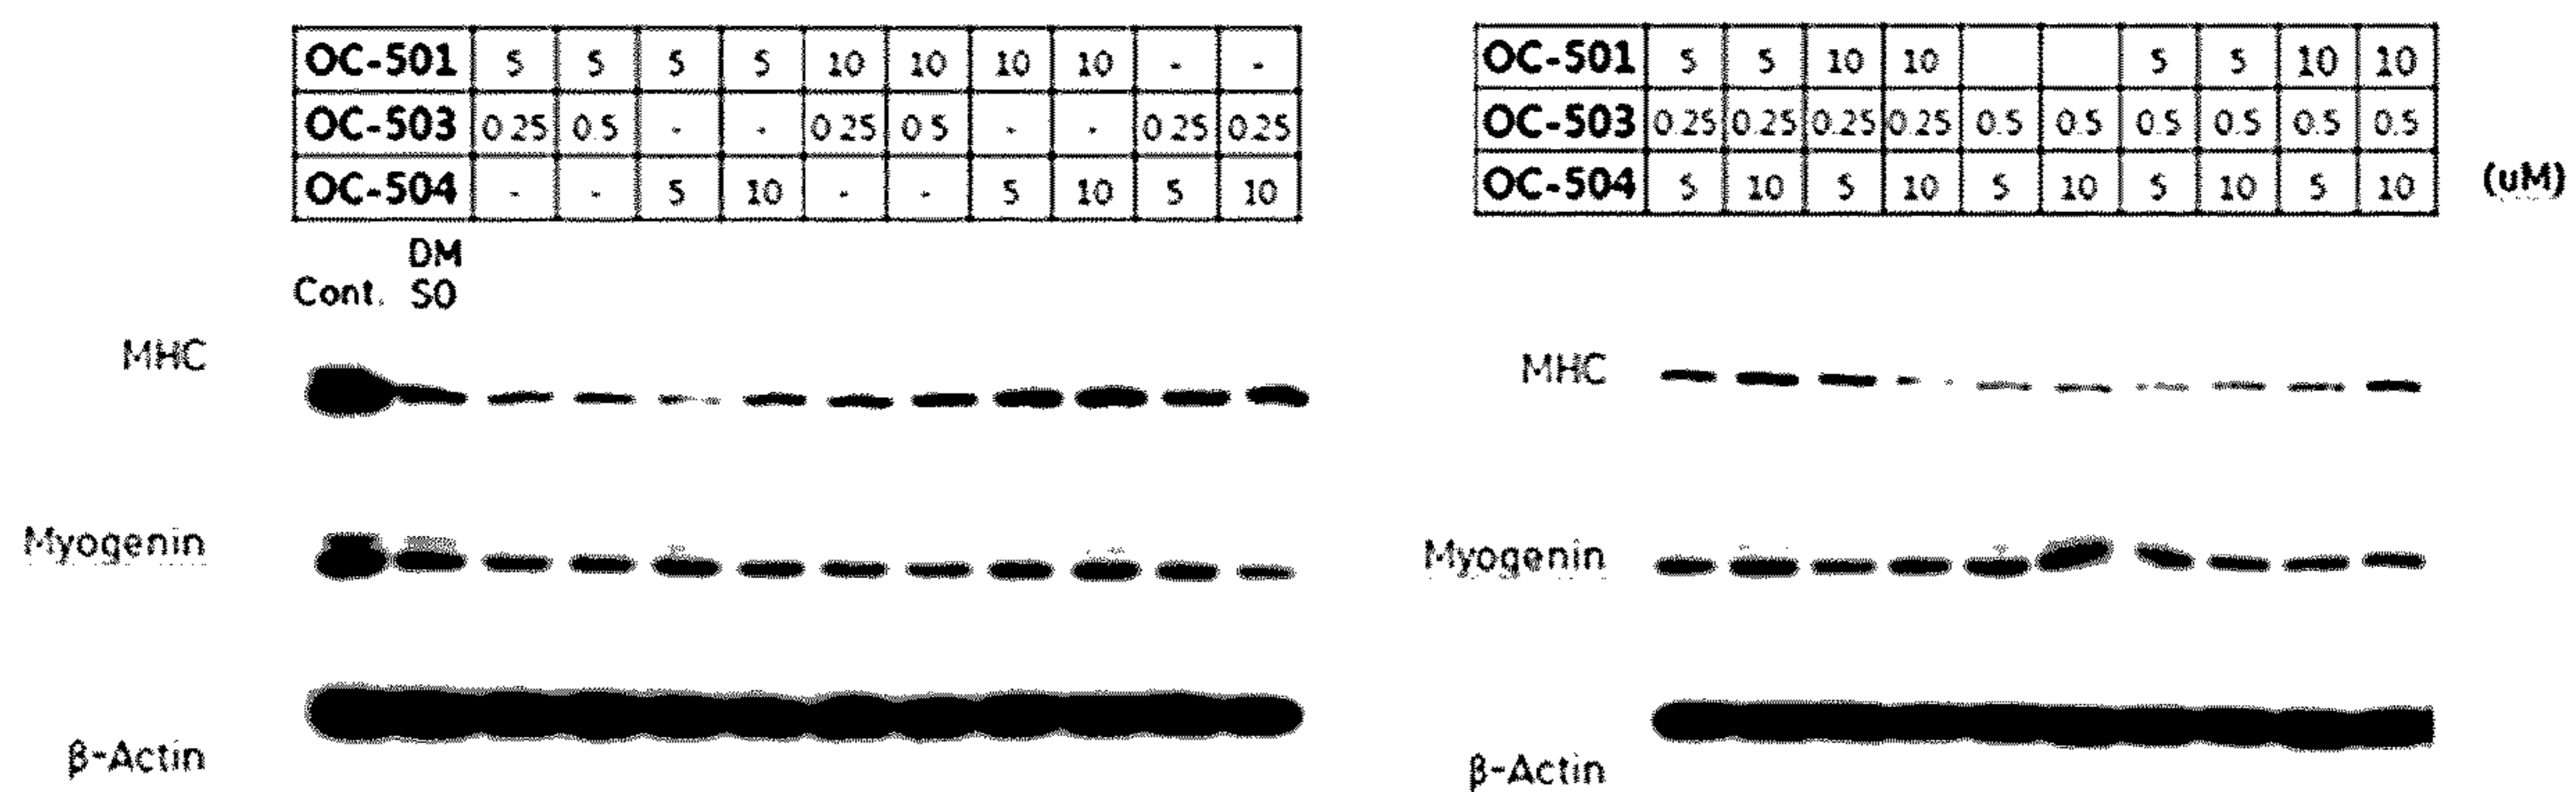 OC-501 5 5 5 5 10 10 10 10 - -
OC-503 0.25 0.5 - - 0.25 0.5 - - 0.25 0.25
OC-504 - - 5 10 - - 5 10 5 10
Cont. DM SO
MHC
Myogenin
β-Actin
OC-501 5 5 10 10 5 5 10 10
OC-503 0.25 0.25 0.25 0.25 0.5 0.5 0.5 0.5 0.5 0.5
OC-504 5 10 5 10 5 10 5 10 5 10
(uM)
MHC
Myogenin
β-Actin